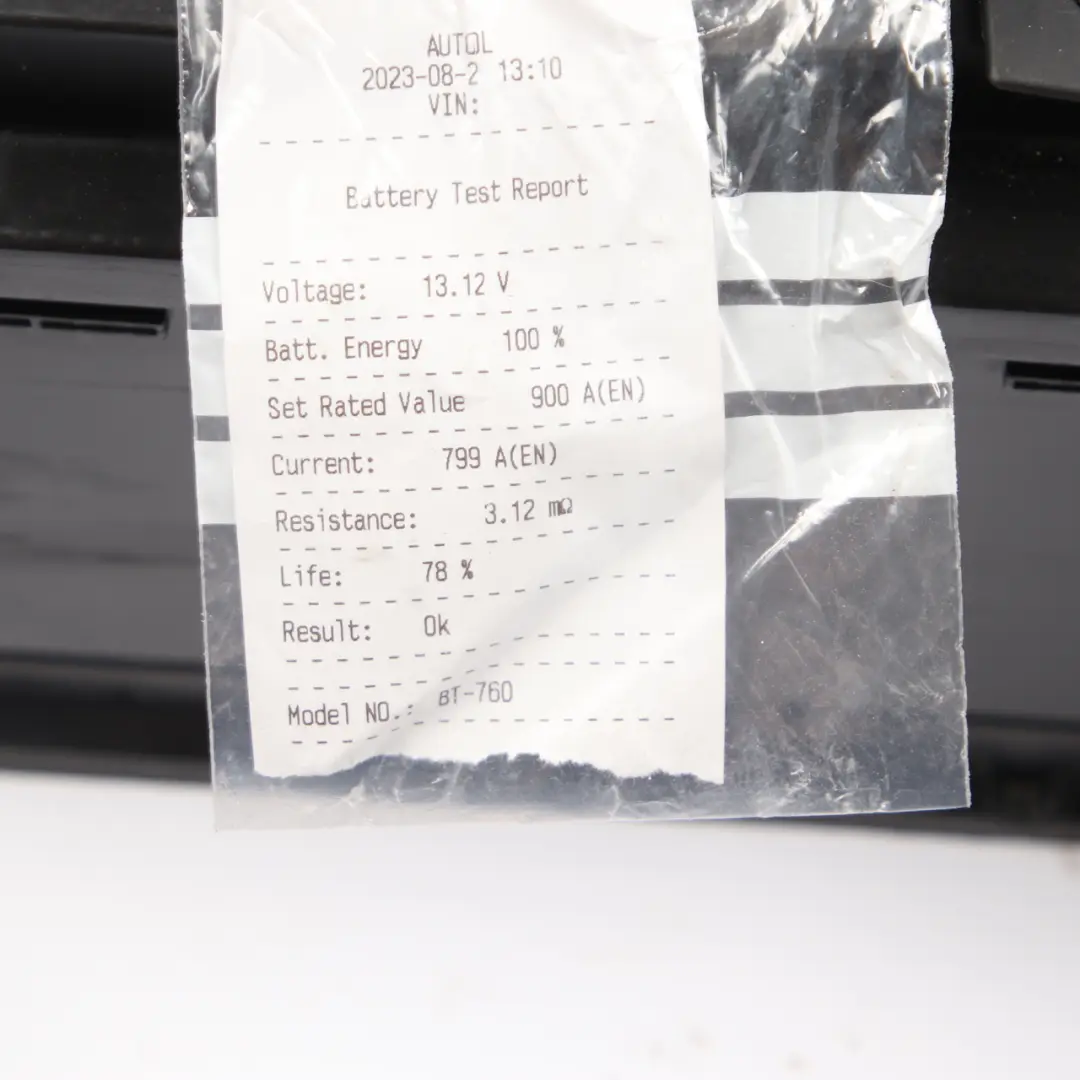 AUTOL
2023-08-2 13:10
VIN:
Battery Test Report
Voltage: 13.12 V
Batt. Energy 100 %
Set Rated Value 900 A(EN)
Current: 799 A(EN)
Resistance: 3.12 mΩ
Life: 78 %
Result: Ok
Model NO.: BT-760